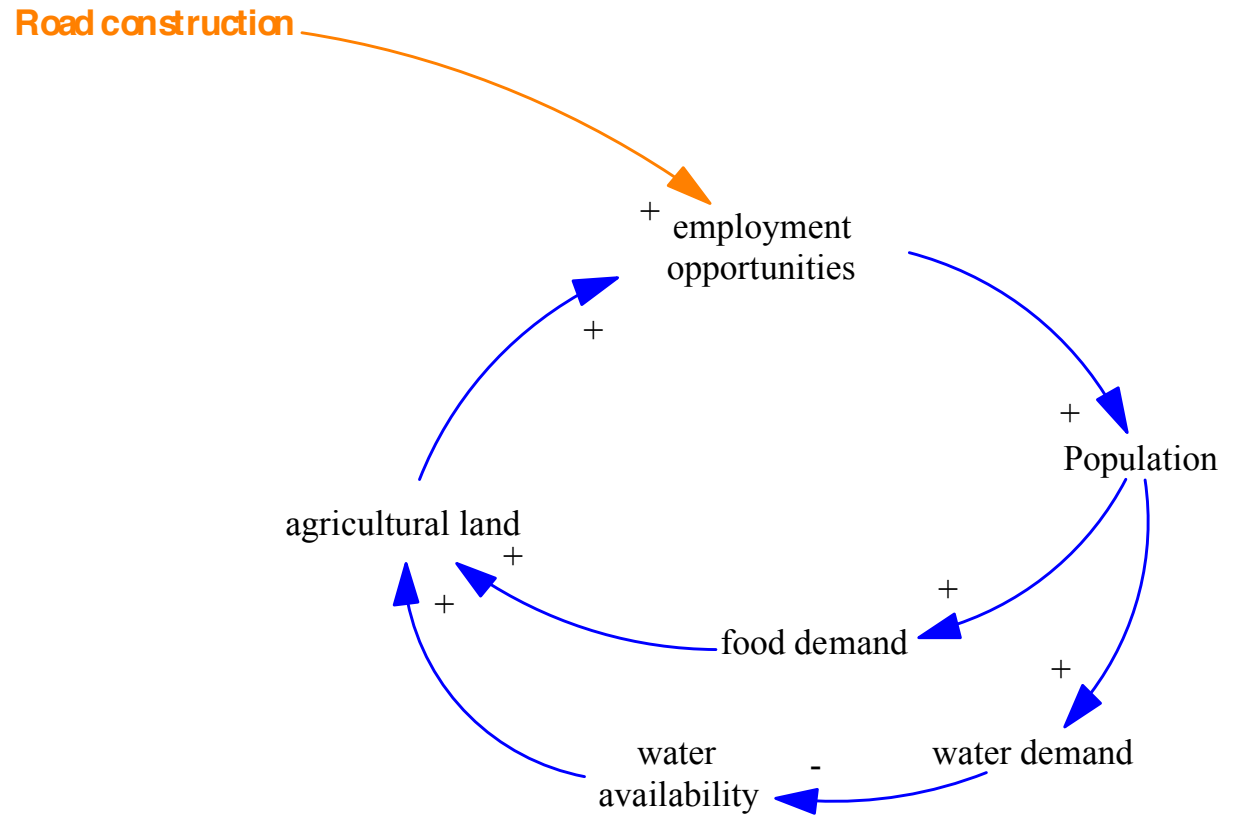 Road construction
+
employment
opportunities
+
+
Population
agricultural land
+
+
+
food demand
+
water
availability
-
water demand